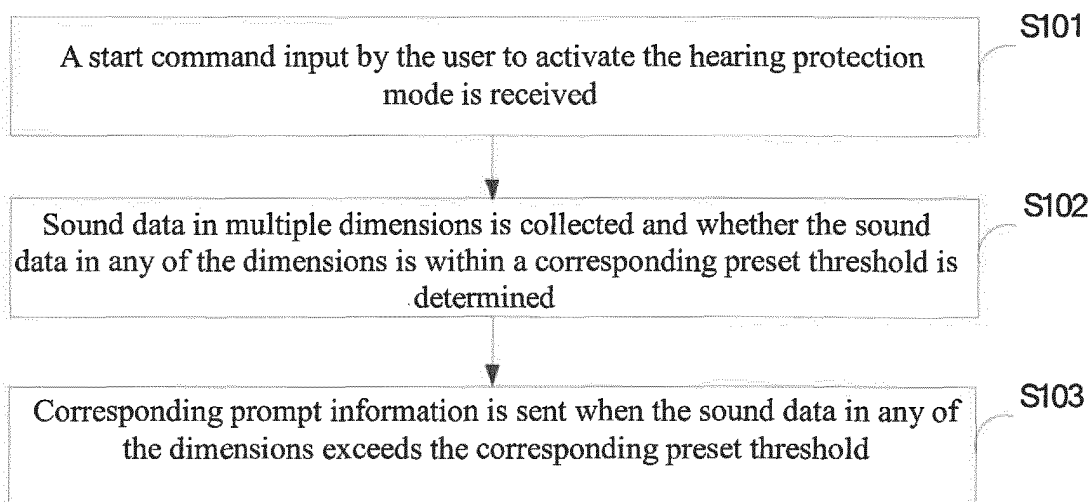 S101
A start command input by the user to activate the hearing protection
mode is received
S102
Sound data in multiple dimensions is collected and whether the sound
data in any of the dimensions is within a corresponding preset threshold is
determined
S103
Corresponding prompt information is sent when the sound data in any of
the dimensions exceeds the corresponding preset threshold